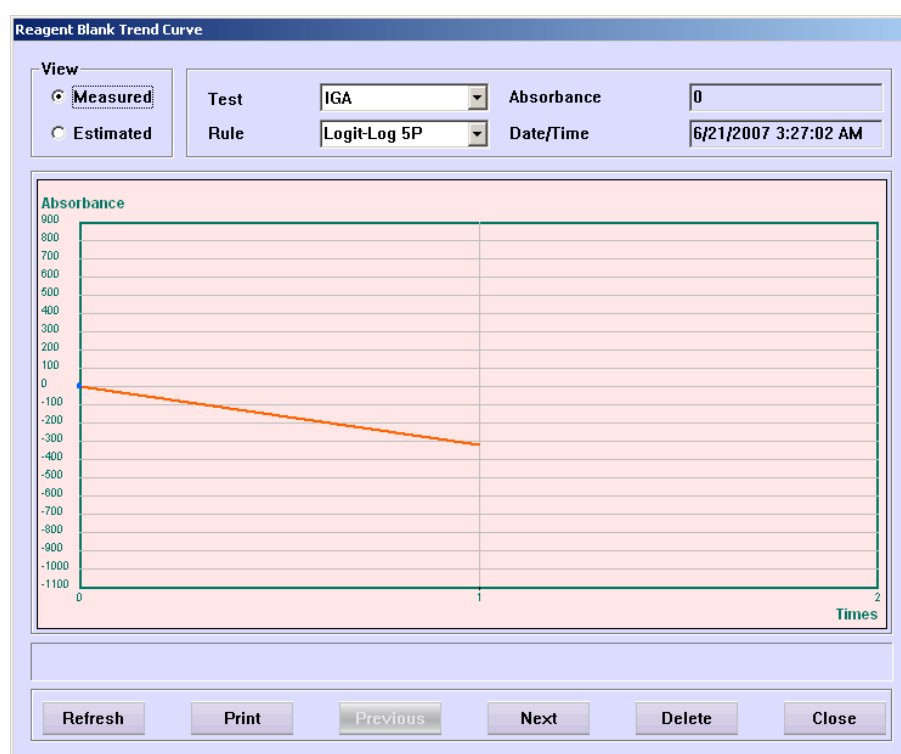 Reagent Blank Trend Curve
View
Measured
Estimated
Test IGA Absorbance 0
Rule Logit-Log 5P Date/Time 6/21/2007 3:27:02 AM
Absorbance
900
800
700
600
500
400
300
200
100
0
-100
-200
-300
-400
-500
-600
-700
-800
-900
-1000
-1100
0 1 2
Times
Refresh Print Previous Next Delete Close